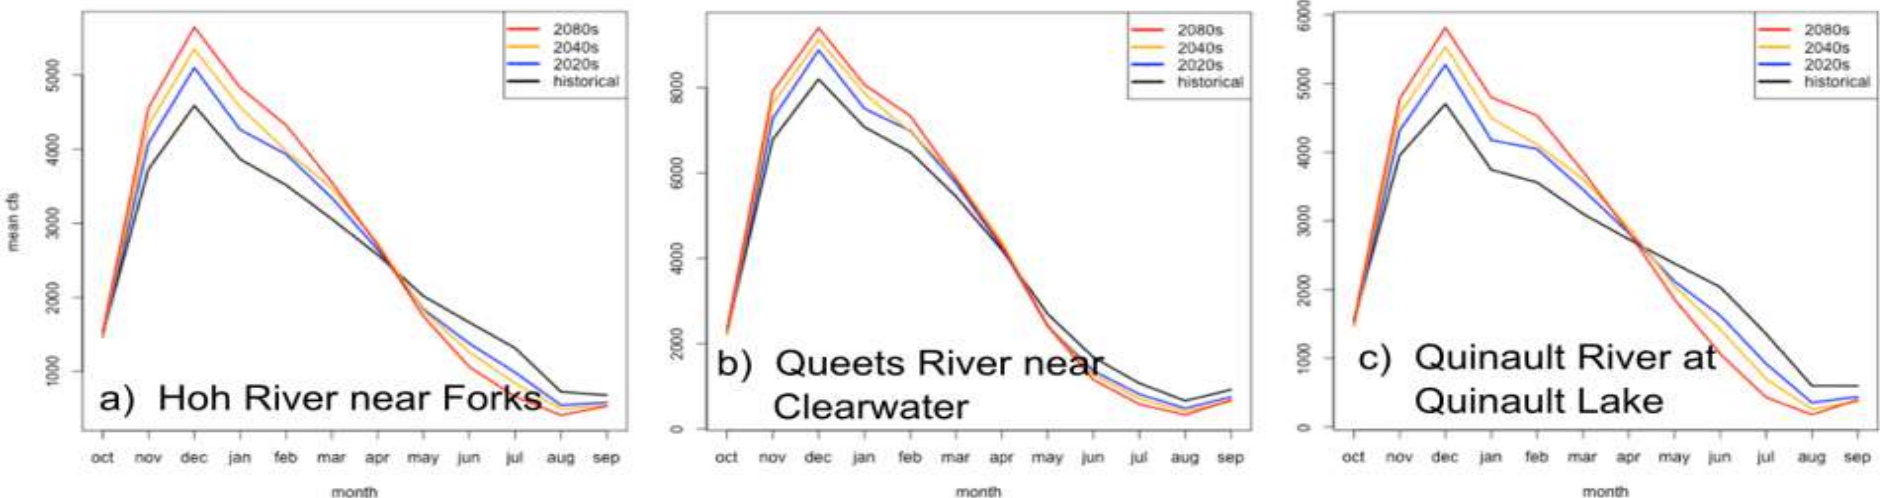 2080s
2040s
2020s
historical
mean cfs
5000
4000
3000
2000
1000
a) Hoh River near Forks
oct nov dec jan feb mar apr may jun jul aug sep
month
2080s
2040s
2020s
historical
8000
6000
4000
2000
0
b) Queets River near
Clearwater
oct nov dec jan feb mar apr may jun jul aug sep
month
2080s
2040s
2020s
historical
6000
5000
4000
3000
2000
1000
0
c) Quinault River at
Quinault Lake
oct nov dec jan feb mar apr may jun jul aug sep
month